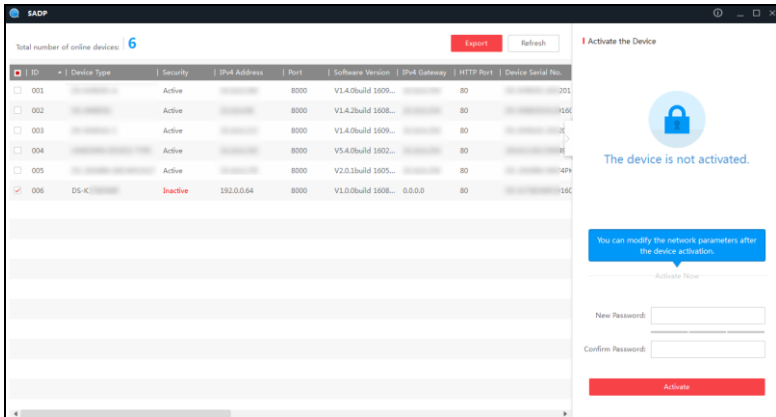 SADP
Total number of online devices: 6
Export
Refresh
ID | Device Type | Security | IPv4 Address | Port | Software Version | IPv4 Gateway | HTTP Port | Device Serial No.
001 Active 8000 V1.4.0build 1609... 80 201
002 Active 8000 V1.4.2build 1608... 80
003 Active 8000 V1.4.0build 1609... 80
004 Active 8000 V5.4.0build 1602... 80
005 Active 8000 V2.0.1build 1605... 80
006 DS-K Inactive 192.0.0.64 8000 V1.0.0build 1608... 0.0.0.0 80
Activate the Device
The device is not activated.
You can modify the network parameters after
the device activation.
Activate Now
New Password:
Confirm Password:
Activate